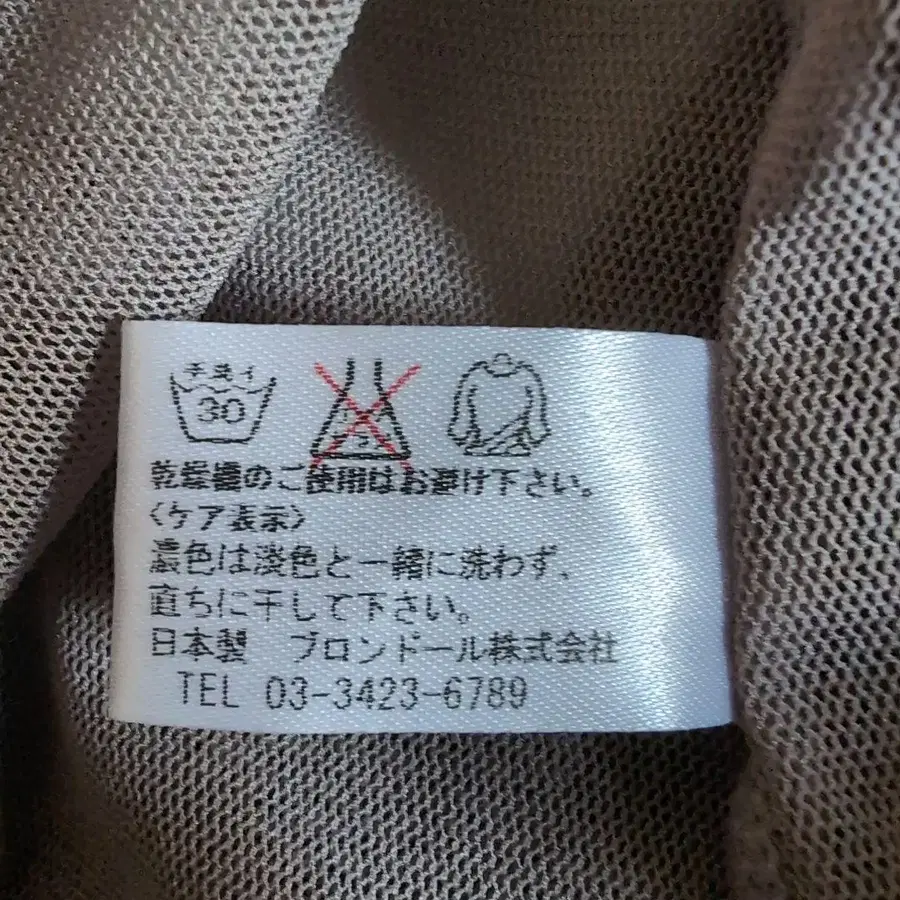 手洗イ
30
乾燥機のご使用はお避け下さい。
〈ケア表示〉
濃色は淡色と一緒に洗わず、
直ちに干して下さい。
日本製 ブロンドール株式会社
TEL 03-3423-6789